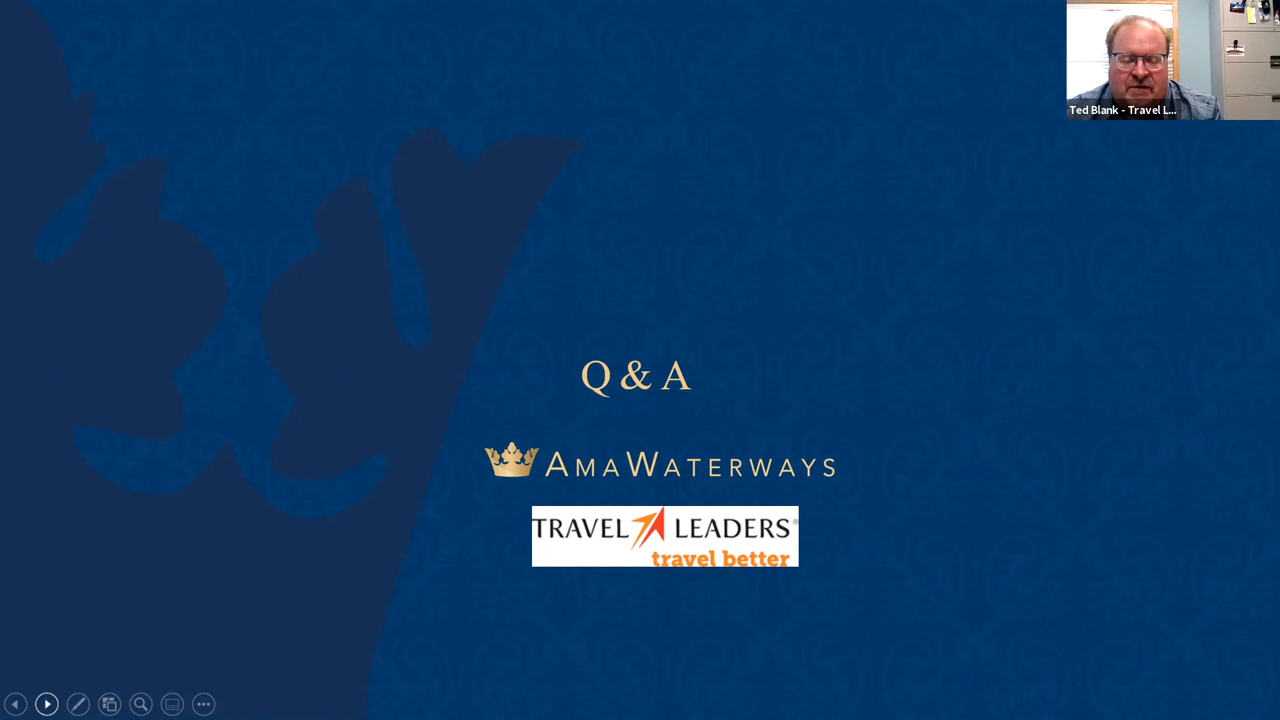 Ted Blank - Travel L...
Q & A
AMAWATERWAYS
TRAVEL LEADERS®
travel better